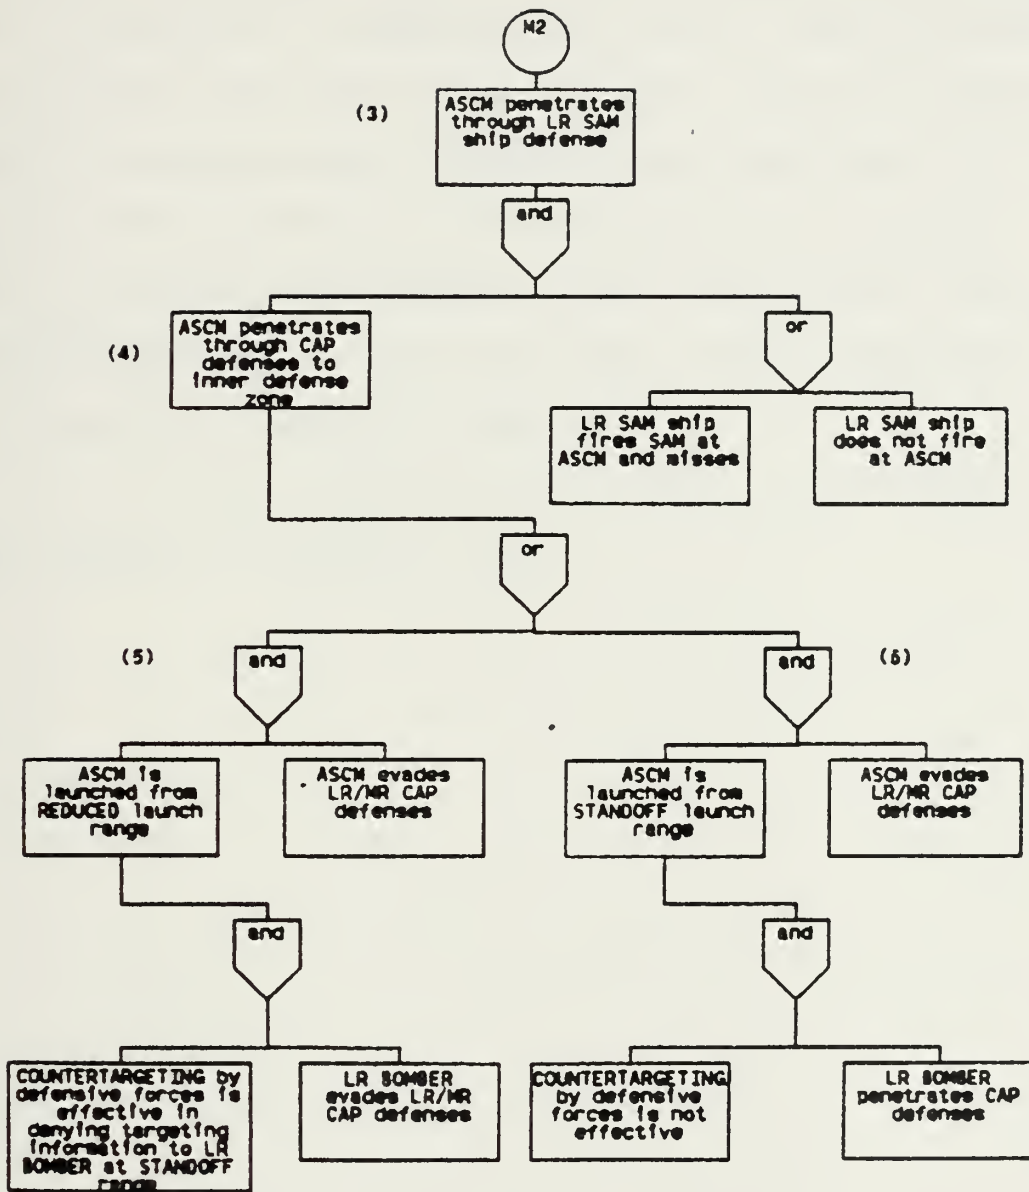 M2
(3)
ASCM penetrates
through LR SAM
ship defense
and
(4)
ASCM penetrates
through CAP
defenses to
inner defense
zone
or
LR SAM ship
fires SAM at
ASCM and misses
LR SAM ship
does not fire
at ASCM
or
(5)
and
and
(6)
ASCM is
launched from
REDUCED launch
range
ASCM evades
LR/MR CAP
defenses
ASCM is
launched from
STANDOFF launch
range
ASCM evades
LR/MR CAP
defenses
and
and
COUNTERTARGETING by
defensive forces is
effective in
denying targeting
information to LR
BOMBER at STANDOFF
range
LR BOMBER
evades LR/MR
CAP defenses
COUNTERTARGETING
by defensive
forces is not
effective
LR BOMBER
penetrates CAP
defenses